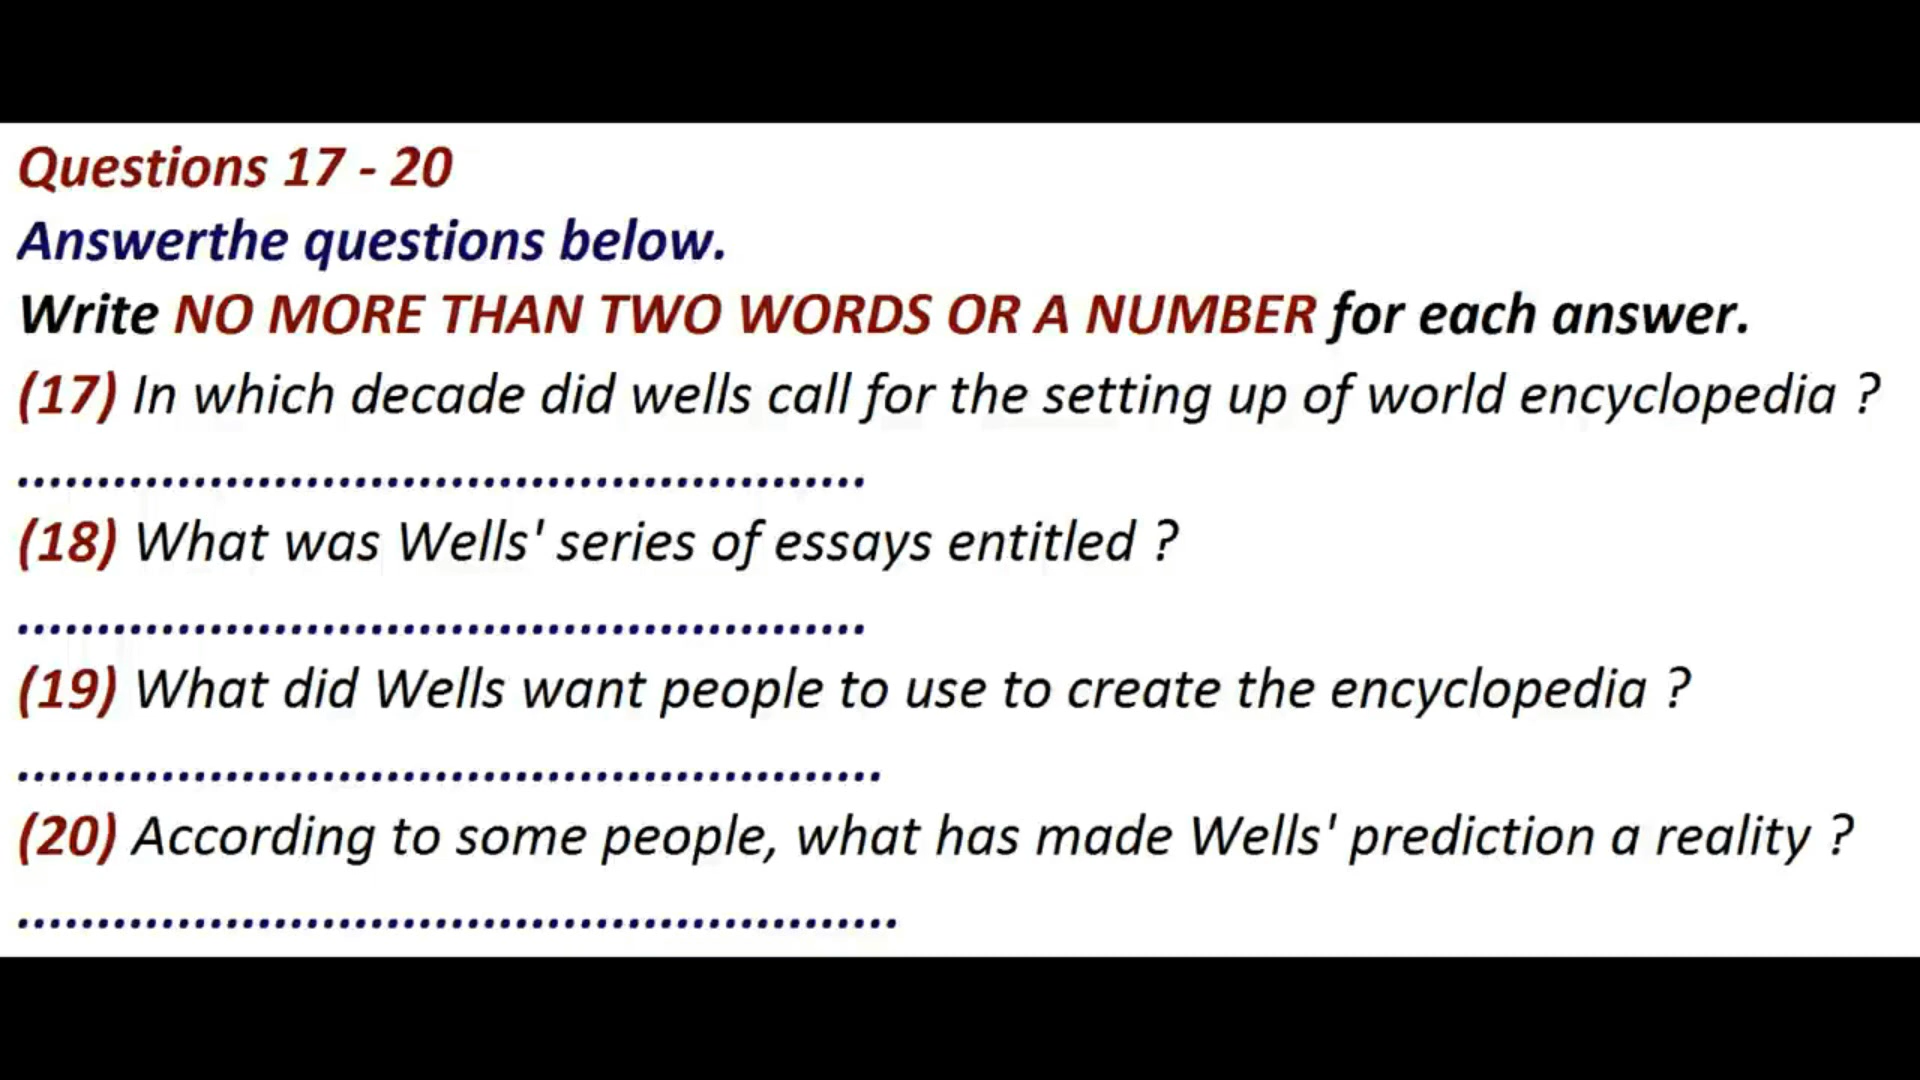 Questions 17 - 20
Answerthe questions below.
Write NO MORE THAN TWO WORDS OR A NUMBER for each answer.
(17) In which decade did wells call for the setting up of world encyclopedia ?
.....................................................
(18) What was Wells' series of essays entitled ?
.....................................................
(19) What did Wells want people to use to create the encyclopedia ?
......................................................
(20) According to some people, what has made Wells' prediction a reality ?
.......................................................